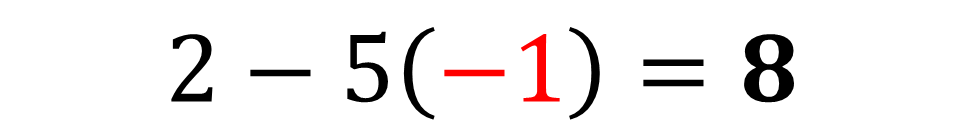 2 − 5(−1) = 8